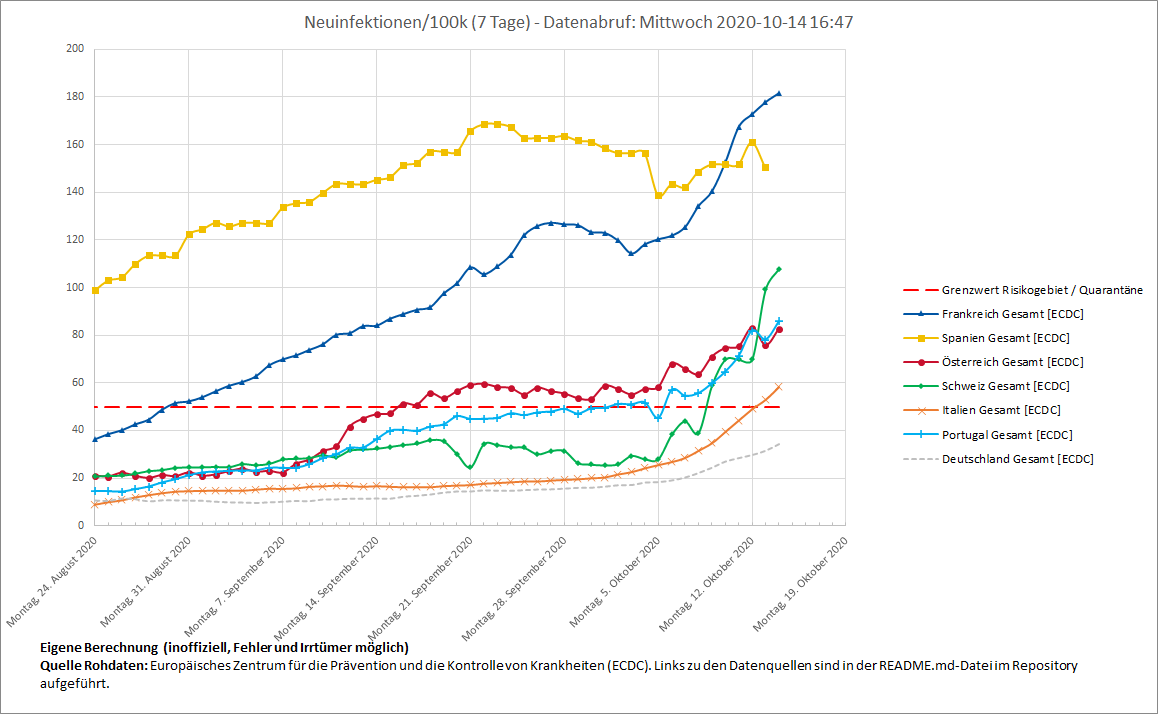 Neuinfektionen/100k (7 Tage) - Datenabruf: Mittwoch 2020-10-14 16:47
200
180
160
140
120
100
80
60
40
20
0
Montag, 24. August 2020
Montag, 31. August 2020
Montag, 7. September 2020
Montag, 14. September 2020
Montag, 21. September 2020
Montag, 28. September 2020
Montag, 5. Oktober 2020
Montag, 12. Oktober 2020
Montag, 19. Oktober 2020
Grenzwert Risikogebiet / Quarantäne
Frankreich Gesamt [ECDC]
Spanien Gesamt [ECDC]
Österreich Gesamt [ECDC]
Schweiz Gesamt [ECDC]
Italien Gesamt [ECDC]
Portugal Gesamt [ECDC]
Deutschland Gesamt [ECDC]
Eigene Berechnung (inoffiziell, Fehler und Irrtümer möglich)
Quelle Rohdaten: Europäisches Zentrum für die Prävention und die Kontrolle von Krankheiten (ECDC). Links zu den Datenquellen sind in der README.md-Datei im Repository
aufgeführt.